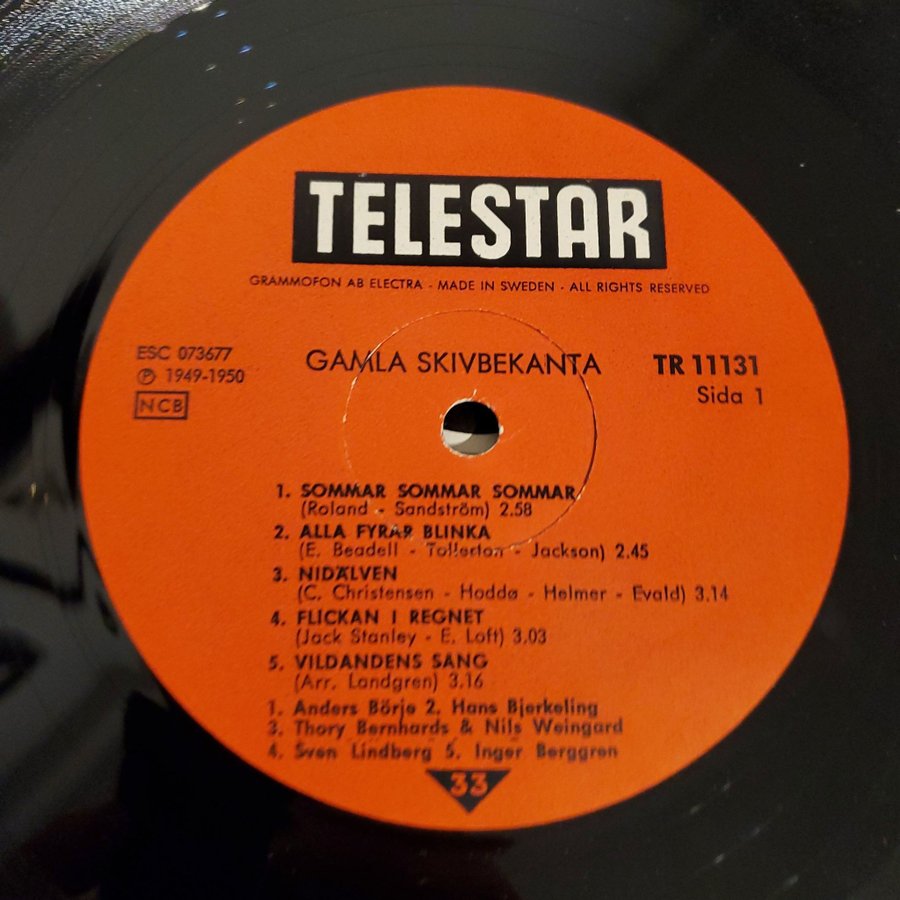 TELESTAR
GRAMMOFON AB ELECTRA - MADE IN SWEDEN - ALL RIGHTS RESERVED
ESC 073677
℗ 1949-1950
NCB
GAMLA SKIVBEKANTA
TR 11131
Sida 1
1. SOMMAR SOMMAR SOMMAR
(Roland - Sandström) 2.58
2. ALLA FYRAR BLINKA
(E. Beadell - Tollerton - Jackson) 2.45
3. NIDÄLVEN
(C. Christensen - Hoddø - Helmer - Evald) 3.14
4. FLICKAN I REGNET
(Jack Stanley - E. Loft) 3.03
5. VILDANDENS SÅNG
(Arr. Landgren) 3.16
1. Anders Börje 2. Hans Bjerkeling
3. Thory Bernhards & Nils Weingard
4. Sven Lindberg 5. Inger Berggren
33